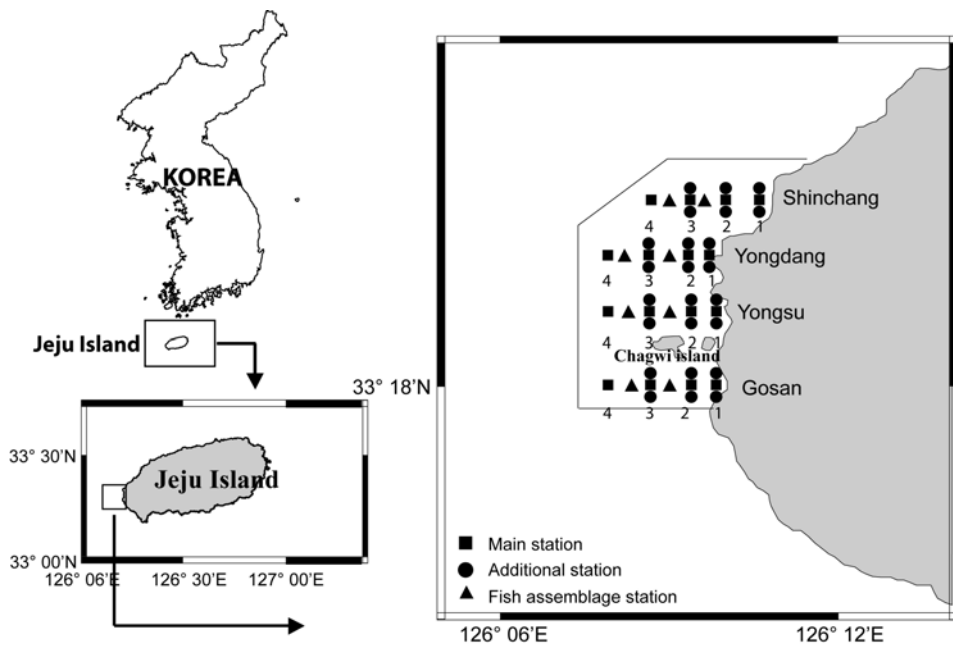 KOREA
Jeju Island
33° 30’N
Jeju Island
33° 00’N
126° 06’E 126° 30’E 127° 00’E
Shinchang
4 3 2 1
Yongdang
4 3 2 1
Yongsu
4 3 2 1
Chagwi island
33° 18’N
Gosan
4 3 2 1
Main station
Additional station
Fish assemblage station
126° 06’E 126° 12’E